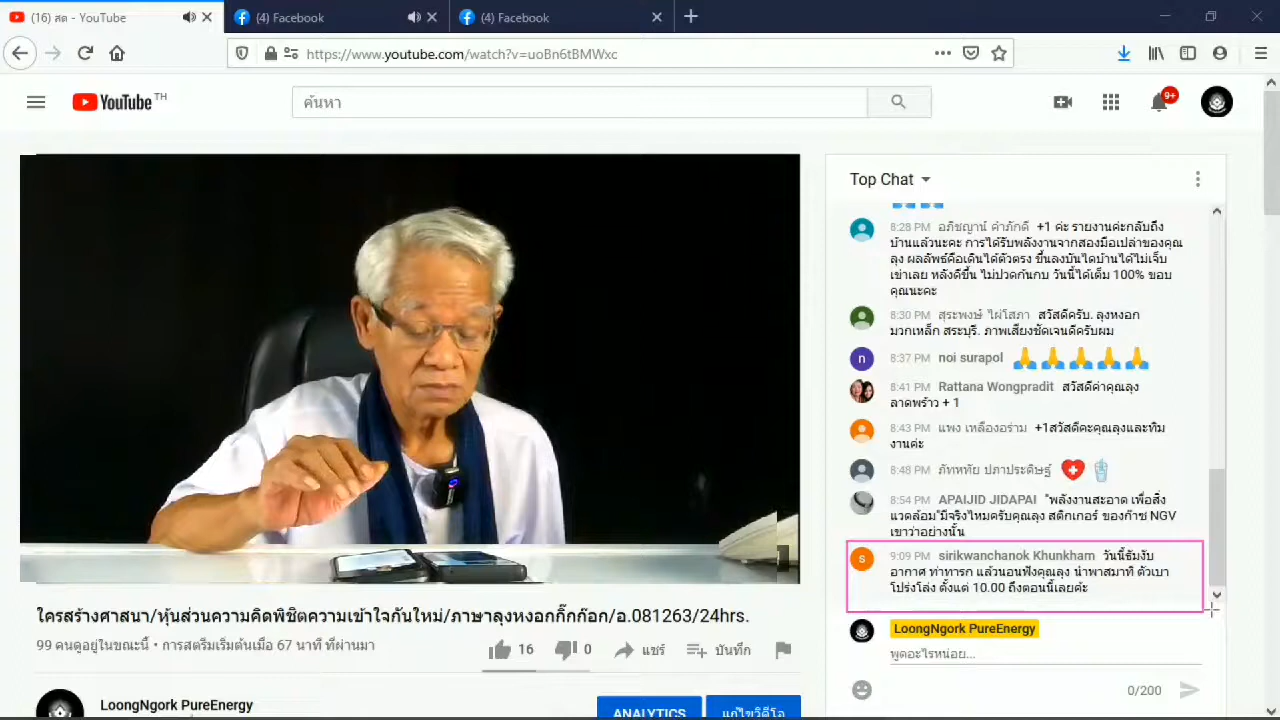 (16) สด - YouTube
(4) Facebook
(4) Facebook
https://www.youtube.com/watch?v=uoBn6tBMWxc
YouTube TH
ค้นหา
9+
Top Chat
8:28 PM อภิชญาน์ คำภักดี +1 ค่ะ รายงานค่ะกลับถึง
บ้านแล้วนะคะ การได้รับพลังงานจากสองมือเปล่าของคุณ
ลุง ผลลัพธ์คือเดินได้ตัวตรง ขึ้นลงบันไดบ้านได้ไม่เจ็บ
เข่าเลย หลังดีขึ้น ไม่ปวดก้นกบ วันนี้ได้เต็ม 100% ขอบ
คุณนะคะ
8:30 PM สุระพงษ์ ไผ่โสภา สวัสดีครับ. ลุงหงอก
มวกเหล็ก สระบุรี. ภาพเสียงชัดเจนดีครับผม
n
8:37 PM noi surapol 🙏🙏🙏🙏🙏
8:41 PM Rattana Wongpradit สวัสดีค่าคุณลุง
ลาดพร้าว + 1
8:43 PM แพง เหลืองอร่าม +1สวัสดีคะคุณลุงและทีม
งานค่ะ
8:48 PM ภัทททัย ปภาประดิษฐ์
8:54 PM APAIJID JIDAPAI "พลังงานสะอาด เพื่อสิ่ง
แวดล้อม"มีจริงไหมครับคุณลุง สติกเกอร์ ของก๊าซ NGV
เขาว่าอย่างนั้น
s
9:09 PM sirikwanchanok Khunkham วันนี้ธัมงับ
อากาศ ท่าทารก แล้วนอนฟังคุณลุง นำพาสมาทิ ตัวเบา
โปร่งโล่ง ตั้งแต่ 10.00 ถึงตอนนี้เลยค้ะ
LoongNgork PureEnergy
พูดอะไรหน่อย...
0/200
ใครสร้างศาสนา/หุ้นส่วนความคิดพิชิตความเข้าใจกันใหม่/ภาษาลุงหงอกกิ๊กก๊อก/อ.081263/24hrs.
99 คนดูอยู่ในขณะนี้ • การสตรีมเริ่มต้นเมื่อ 67 นาที ที่ผ่านมา
16
0
แชร์
บันทึก
LoongNgork PureEnergy
ANALYTICS
แก้ไขวิดีโอ